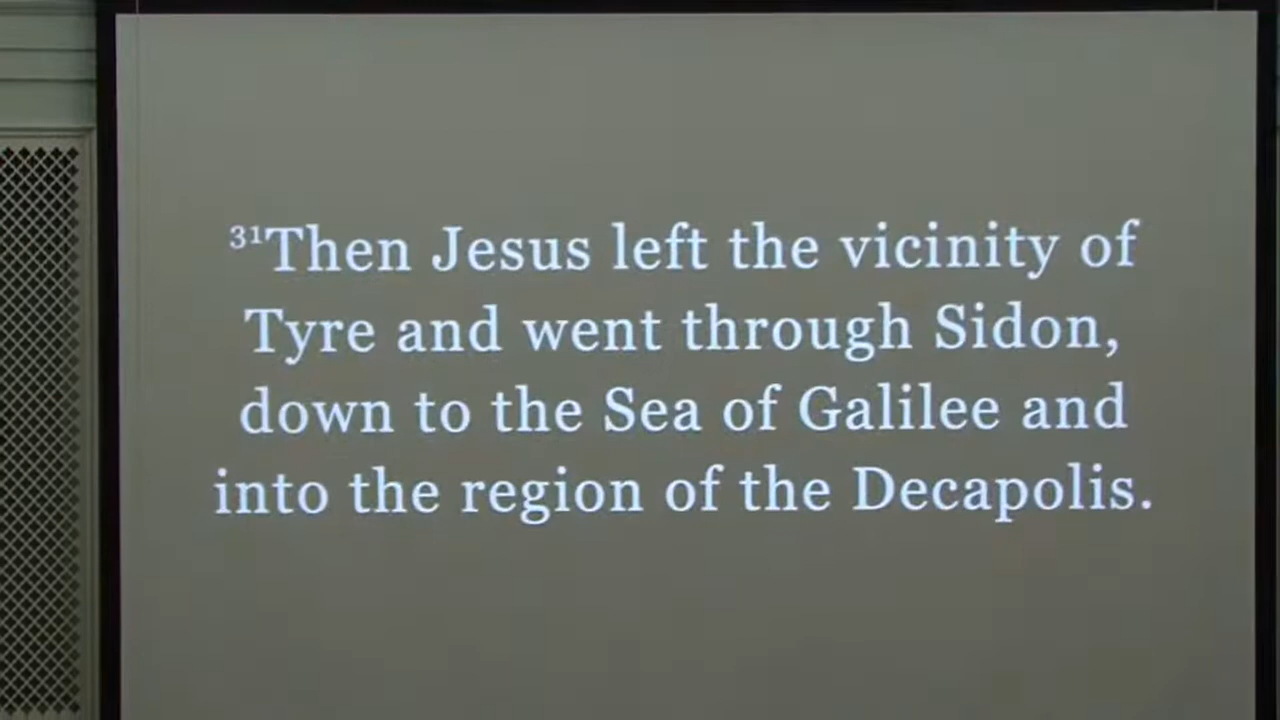 ³¹Then Jesus left the vicinity of
Tyre and went through Sidon,
down to the Sea of Galilee and
into the region of the Decapolis.